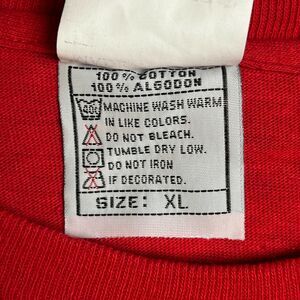 100% COTTON
100% ALGODON
40c MACHINE WASH WARM
IN LIKE COLORS.
DO NOT BLEACH.
TUMBLE DRY LOW.
DO NOT IRON
IF DECORATED.
SIZE: XL